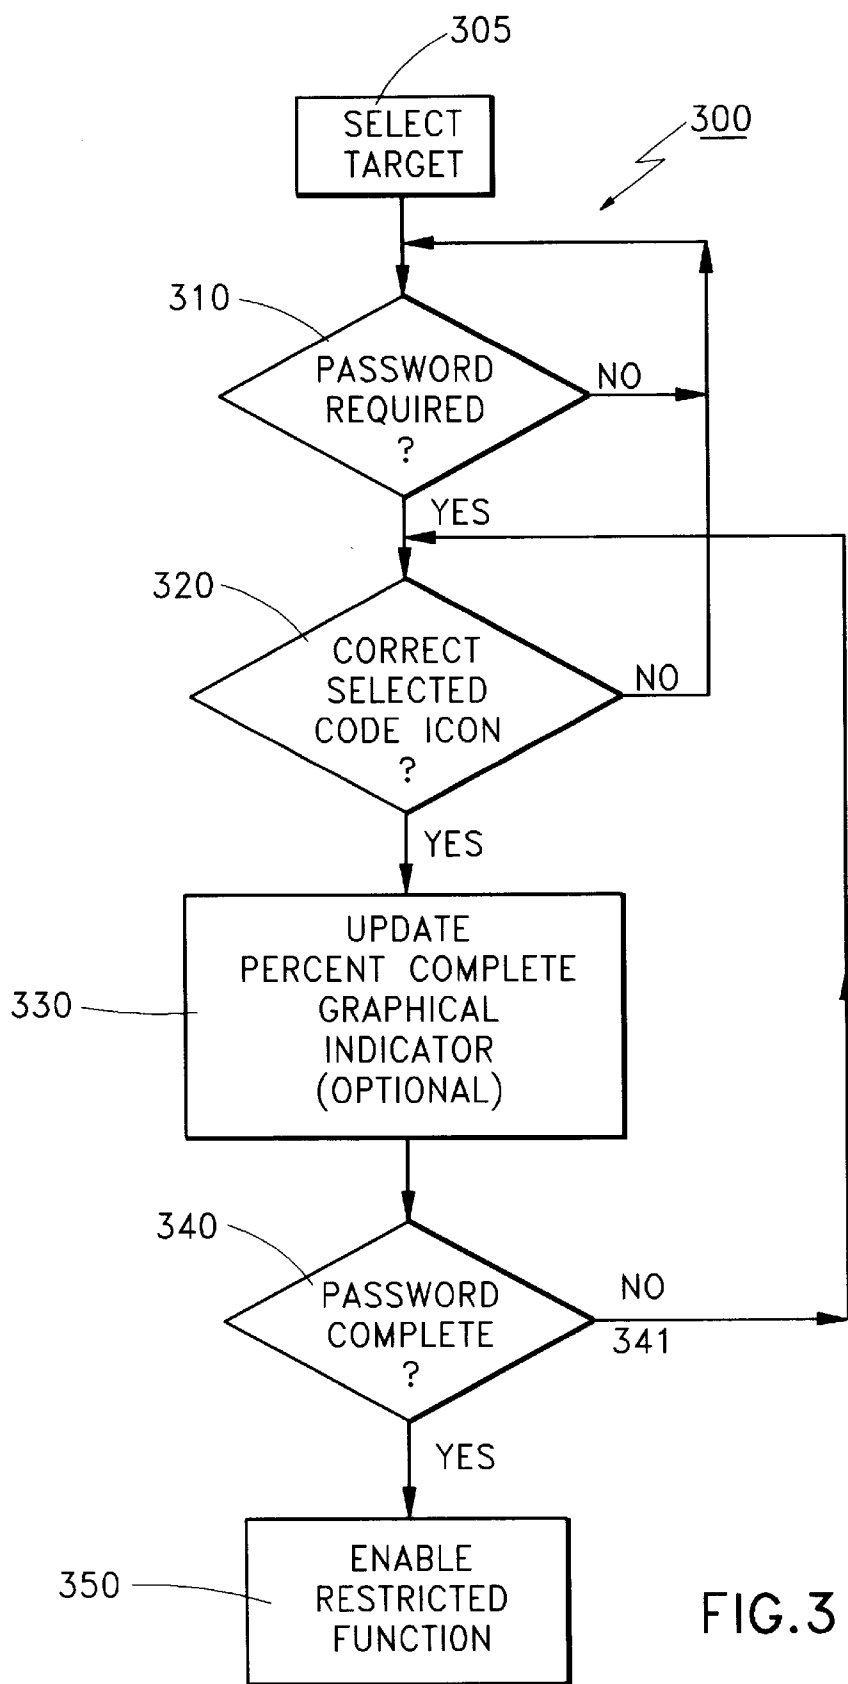 305
SELECT
TARGET
300
310
PASSWORD
REQUIRED
?
NO
YES
320
CORRECT
SELECTED
CODE ICON
?
NO
YES
330
UPDATE
PERCENT COMPLETE
GRAPHICAL
INDICATOR
(OPTIONAL)
340
PASSWORD
COMPLETE
?
NO
341
YES
350
ENABLE
RESTRICTED
FUNCTION
FIG.3